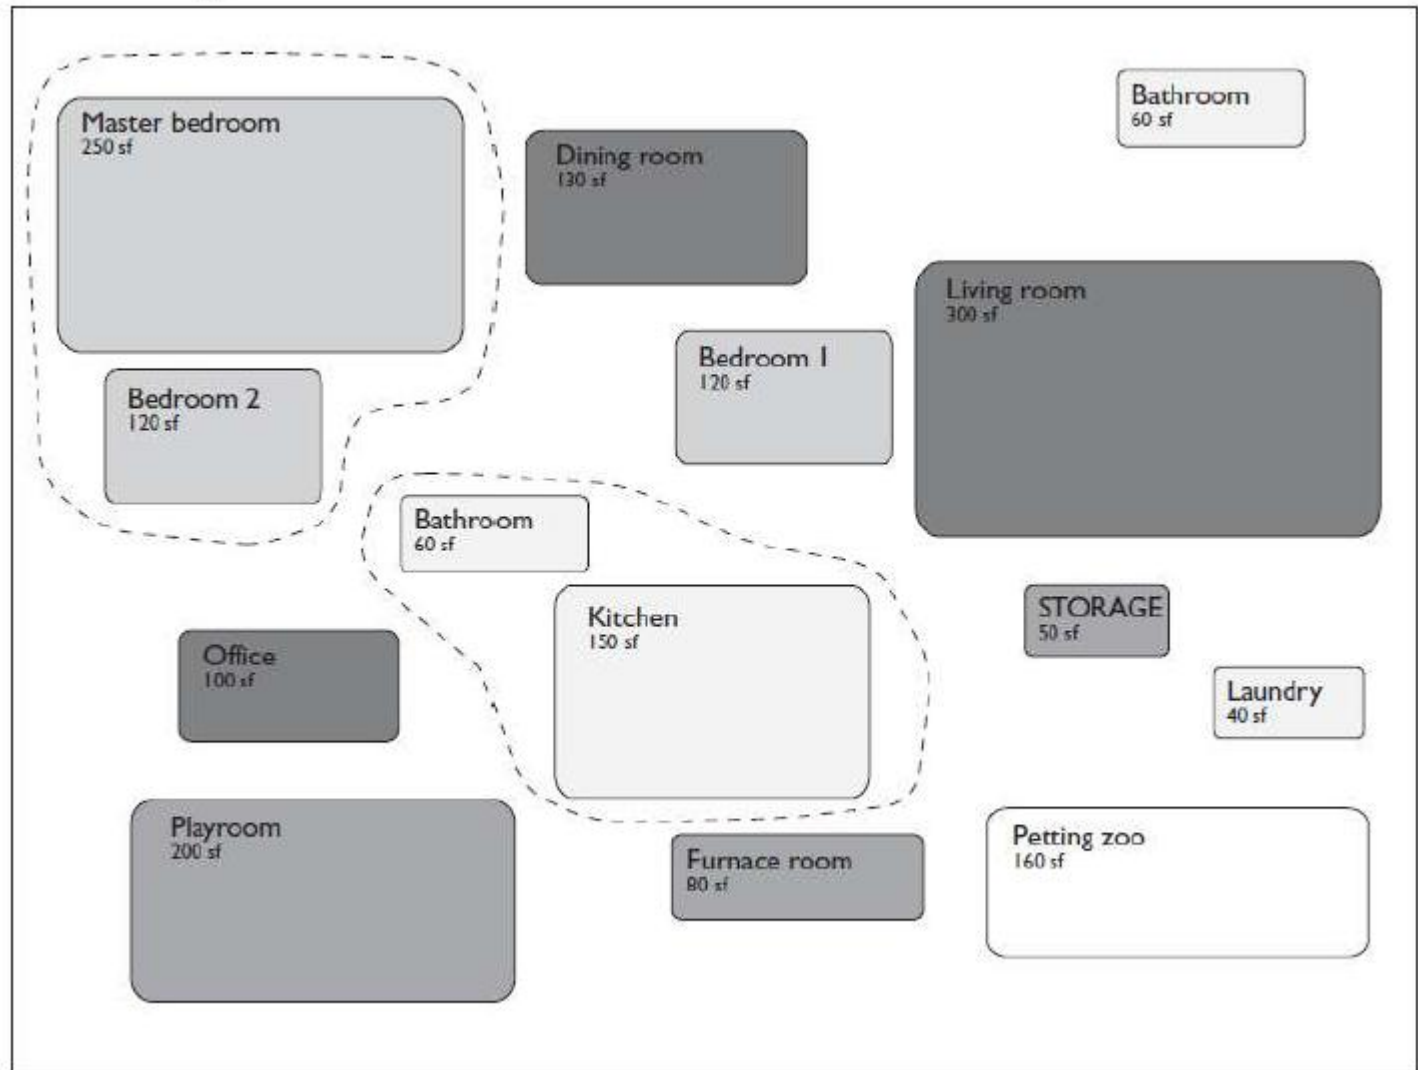 Master bedroom
250 sf
Dining room
130 sf
Bathroom
60 sf
Living room
300 sf
Bedroom 1
120 sf
Bedroom 2
120 sf
Bathroom
60 sf
Kitchen
150 sf
STORAGE
50 sf
Office
100 sf
Laundry
40 sf
Playroom
200 sf
Furnace room
80 sf
Petting zoo
160 sf